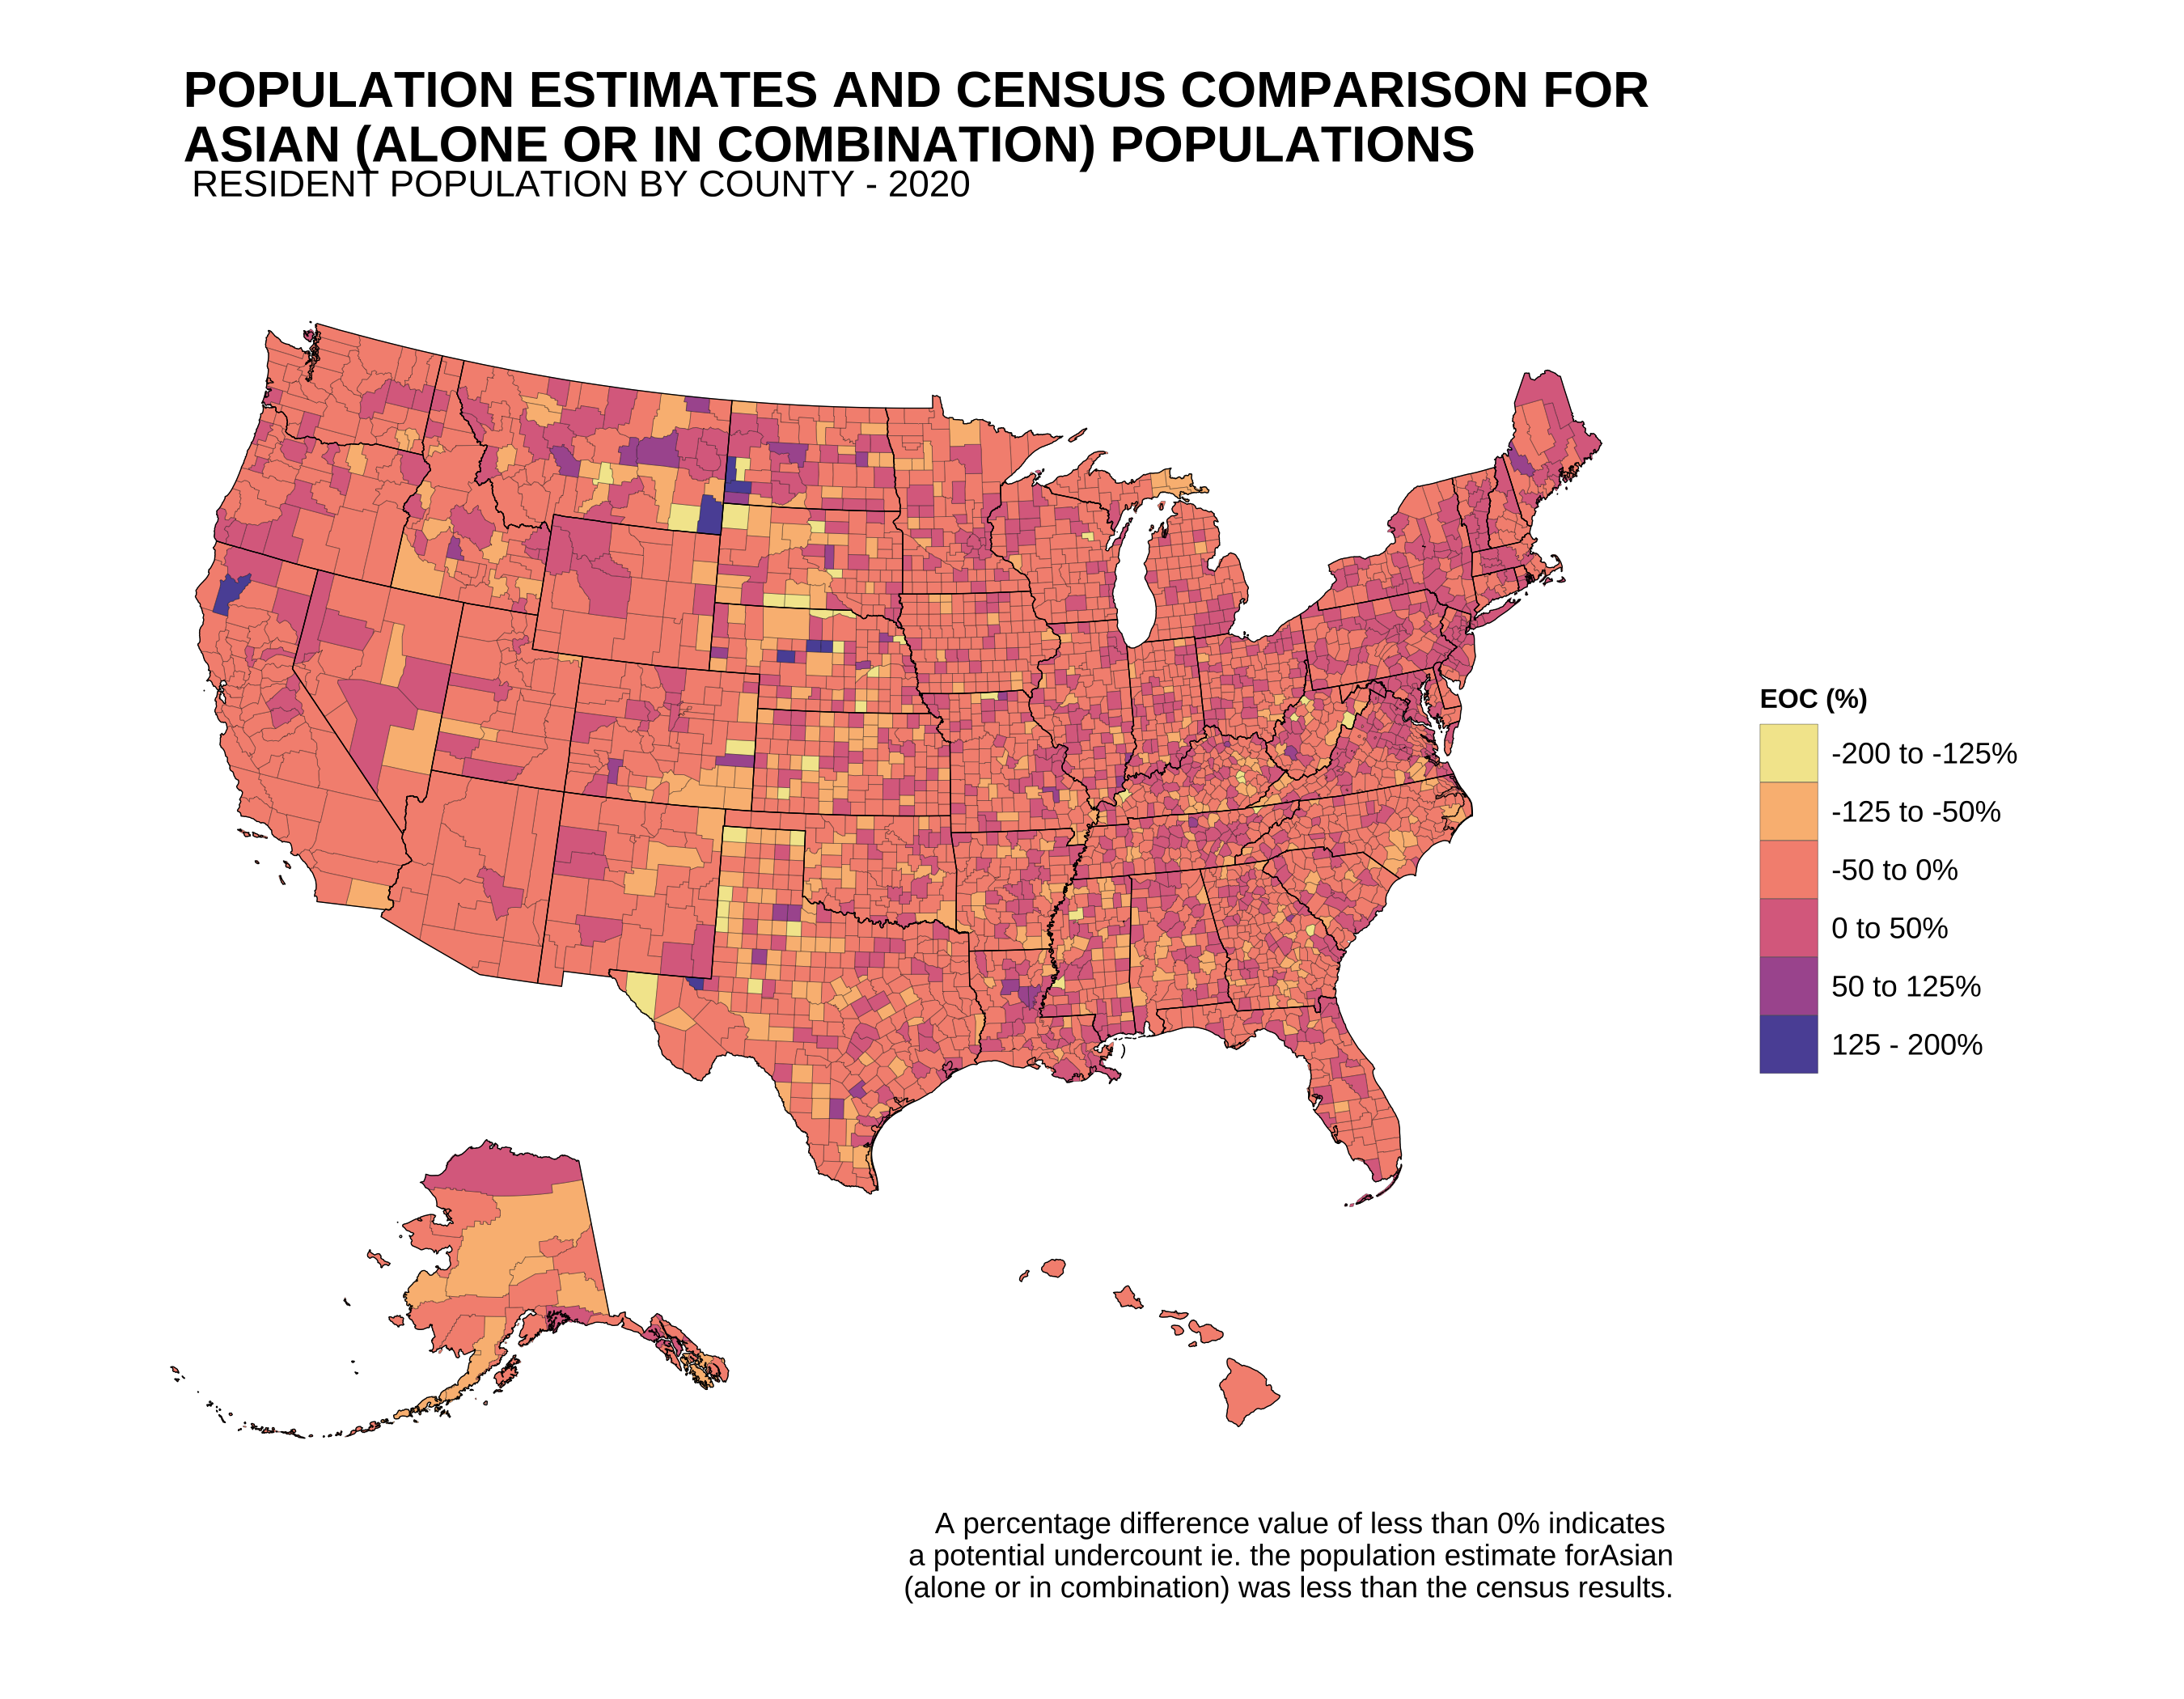 POPULATION ESTIMATES AND CENSUS COMPARISON FOR
ASIAN (ALONE OR IN COMBINATION) POPULATIONS
RESIDENT POPULATION BY COUNTY - 2020
EOC (%)
-200 to -125%
-125 to -50%
-50 to 0%
0 to 50%
50 to 125%
125 - 200%
A percentage difference value of less than 0% indicates
a potential undercount ie. the population estimate forAsian
(alone or in combination) was less than the census results.